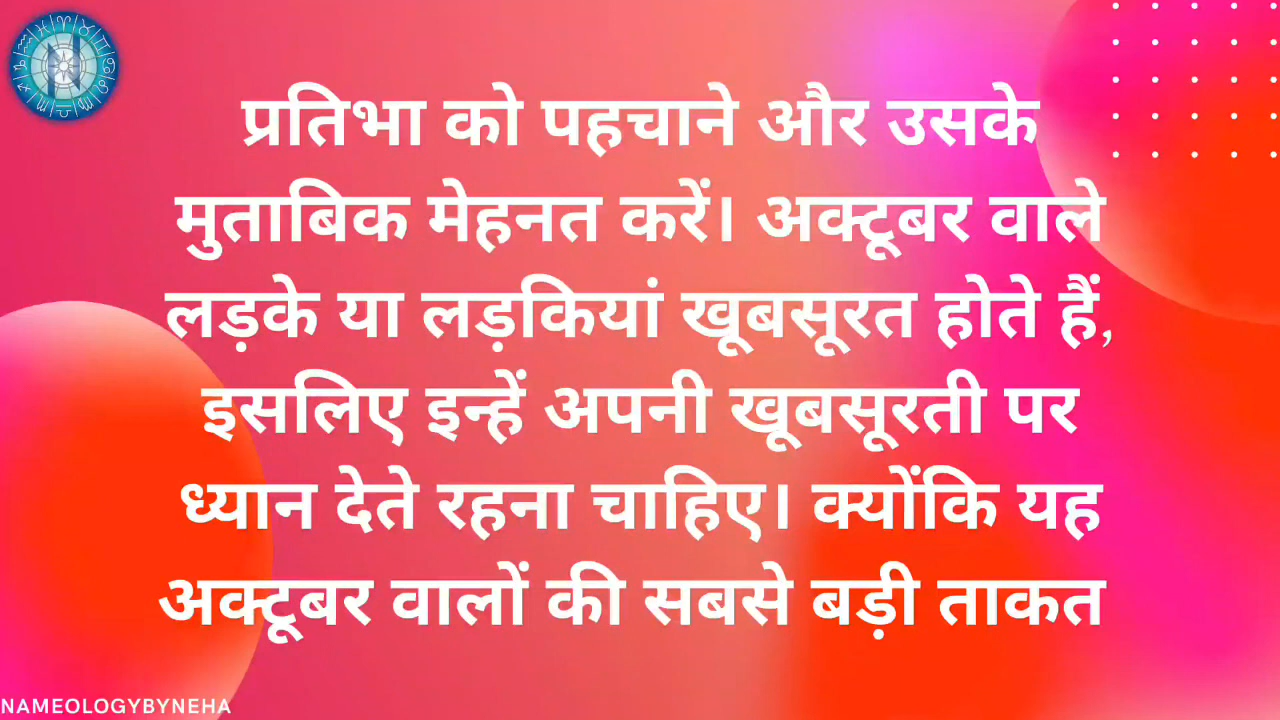 प्रतिभा को पहचाने और उसके
मुताबिक मेहनत करें। अक्टूबर वाले
लड़के या लड़कियां खूबसूरत होते हैं,
इसलिए इन्हें अपनी खूबसूरती पर
ध्यान देते रहना चाहिए। क्योंकि यह
अक्टूबर वालों की सबसे बड़ी ताकत
NAMEOLOGYBYNEHA